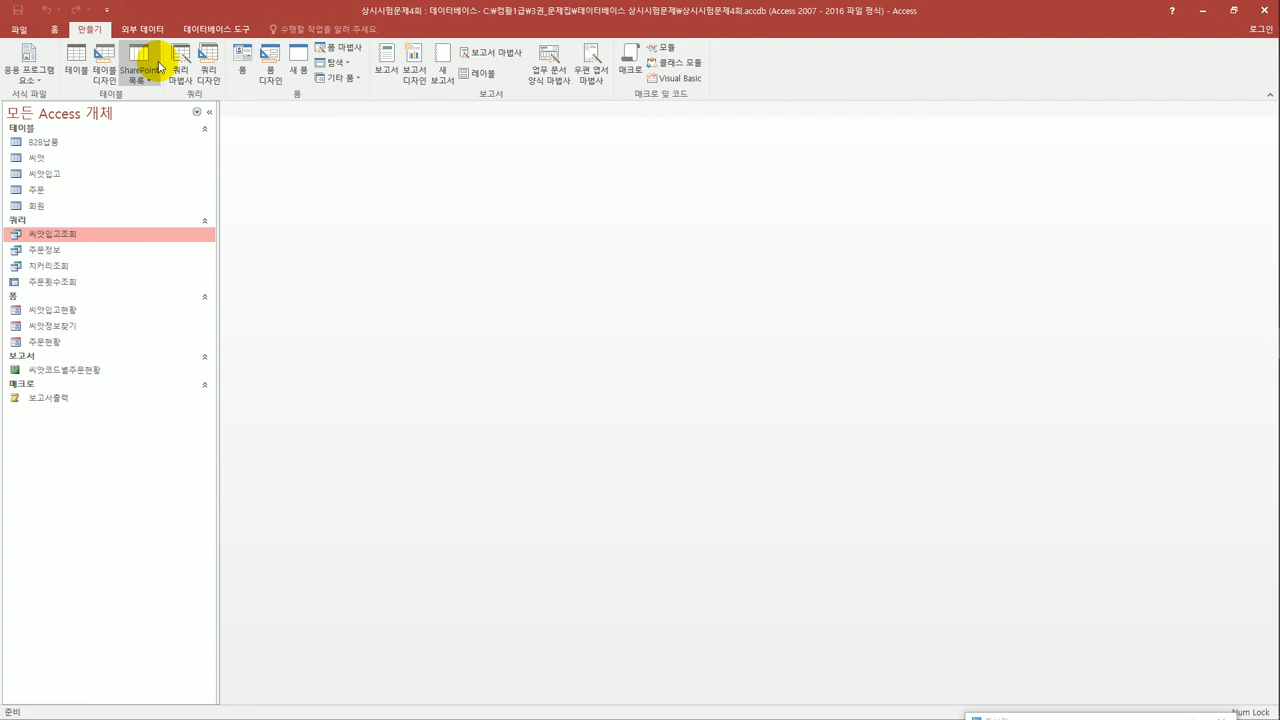 상시시험문제4회 : 데이터베이스- C:₩컴활1급₩3권_문제집₩데이터베이스 상시시험문제₩상시시험문제4회.accdb (Access 2007 - 2016 파일 형식) - Access
파일 홈 만들기 외부 데이터 데이터베이스 도구 수행할 작업을 알려 주세요. 로그인
응용 프로그램 요소
테이블
테이블 디자인
SharePoint 목록
쿼리 마법사
쿼리 디자인
폼
폼 디자인
새 폼
폼 마법사
탐색
기타 폼
보고서
보고서 디자인
새 보고서
보고서 마법사
레이블
업무 문서 양식 마법사
우편 엽서 마법사
매크로
모듈
클래스 모듈
Visual Basic
서식 파일 테이블 쿼리 폼 보고서 매크로 및 코드
모든 Access 개체
테이블
B2B납품
씨앗
씨앗입고
주문
회원
쿼리
씨앗입고조회
주문정보
치커리조회
주문횟수조회
폼
씨앗입고현황
씨앗정보찾기
주문현황
보고서
씨앗코드별주문현황
매크로
보고서출력
준비 Num Lock